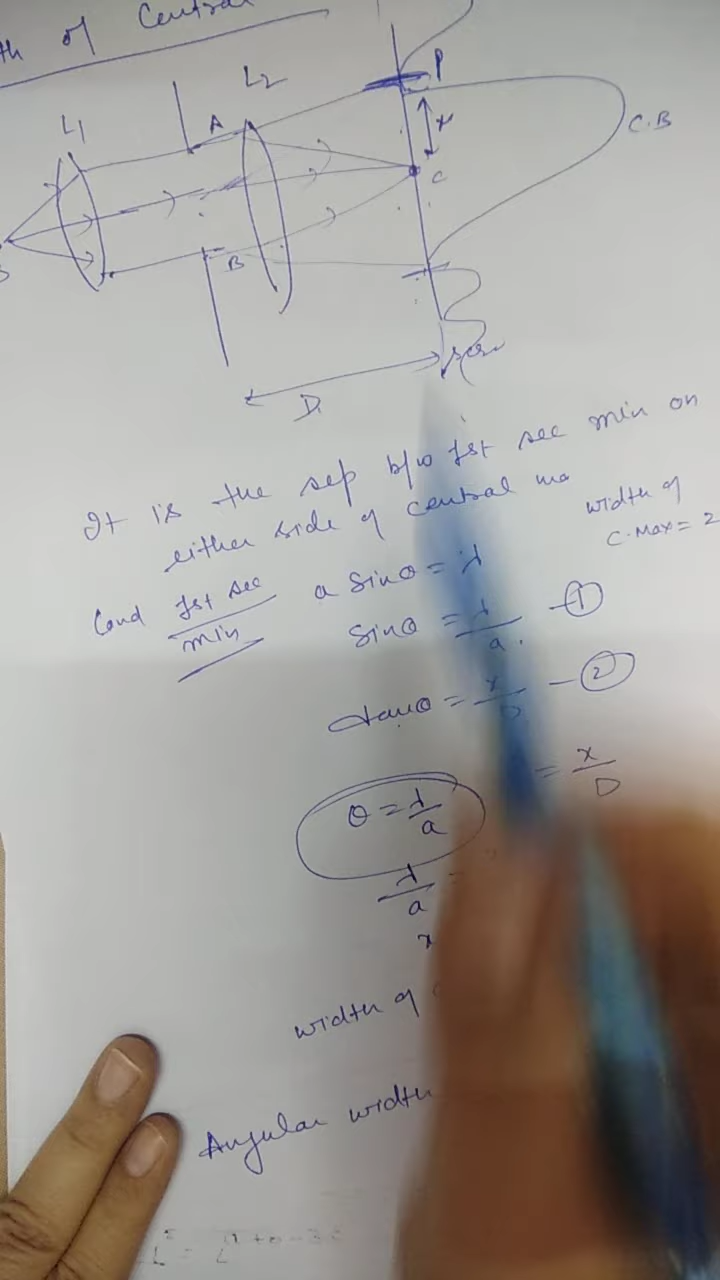 th of Central
L1
A
L2
P
x
C
C.B
B
D
It is the sep b/w 1st sec min on
either side of central ma
width of
C.Max = 2
Cond 1st sec
min
a Sinθ = λ
Sinθ = λ/a. - ①
tanθ = x/D - ②
= x/D
θ = λ/a
λ/a =
x
width of
Angular width